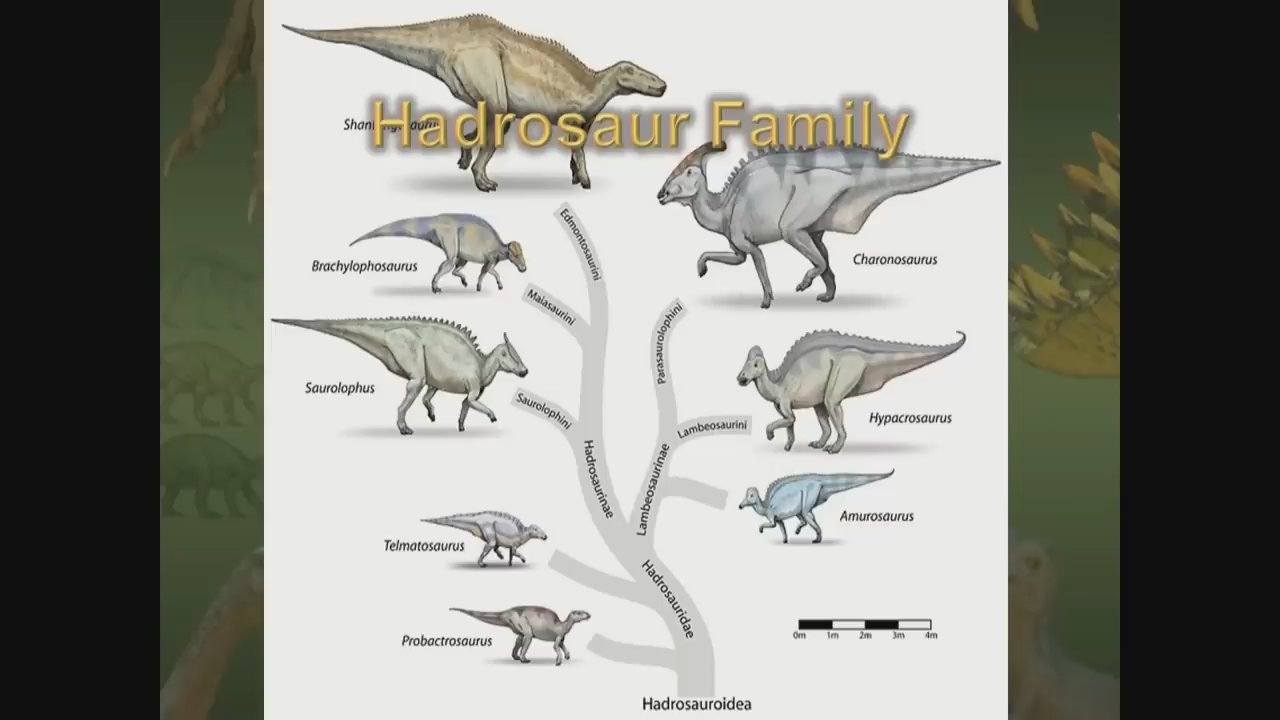 Hadrosaur Family
Edmontosaurini
Brachylophosaurus
Maiasaurini
Charonosaurus
Parasaurolophini
Saurolophus
Saurolophini
Lambeosaurini
Hypacrosaurus
Hadrosaurinae
Lambeosaurinae
Amurosaurus
Telmatosaurus
Hadrosauridae
Probactrosaurus
0m 1m 2m 3m 4m
Hadrosauroidea